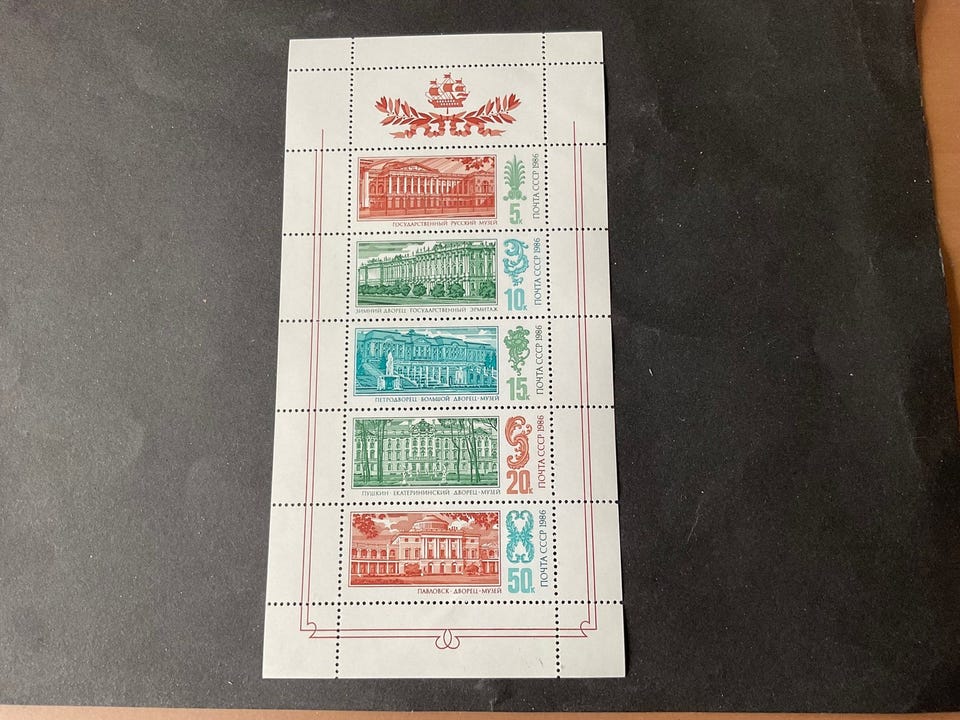 ПОЧТА СССР 1986
5к
ГОСУДАРСТВЕННЫЙ РУССКИЙ МУЗЕЙ
ПОЧТА СССР 1986
10к
ЗИМНИЙ ДВОРЕЦ · ГОСУДАРСТВЕННЫЙ ЭРМИТАЖ
ПОЧТА СССР 1986
15к
ПЕТРОДВОРЕЦ БОЛЬШОЙ ДВОРЕЦ · МУЗЕЙ
ПОЧТА СССР 1986
20к
ПУШКИН · ЕКАТЕРИНИНСКИЙ ДВОРЕЦ · МУЗЕЙ
ПОЧТА СССР 1986
50к
ПАВЛОВСК · ДВОРЕЦ · МУЗЕЙ